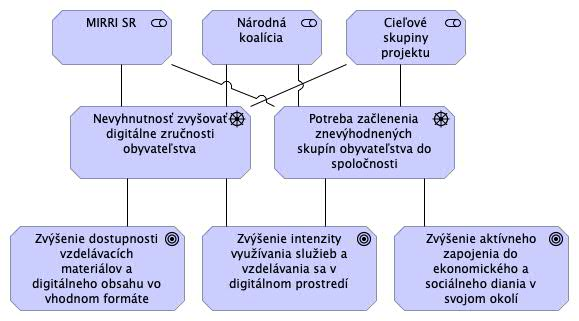 MIRRI SR
Národná
koalícia
Cieľové
skupiny
projektu
Nevyhnutnosť zvyšovať
digitálne zručnosti
obyvateľstva
Potreba začlenenia
znevýhodnených
skupín obyvateľstva do
spoločnosti
Zvýšenie dostupnosti
vzdelávacích
materiálov a
digitálneho obsahu vo
vhodnom formáte
Zvýšenie intenzity
využívania služieb a
vzdelávania sa v
digitálnom prostredí
Zvýšenie aktívneho
zapojenia do
ekonomického a
sociálneho diania v
svojom okolí